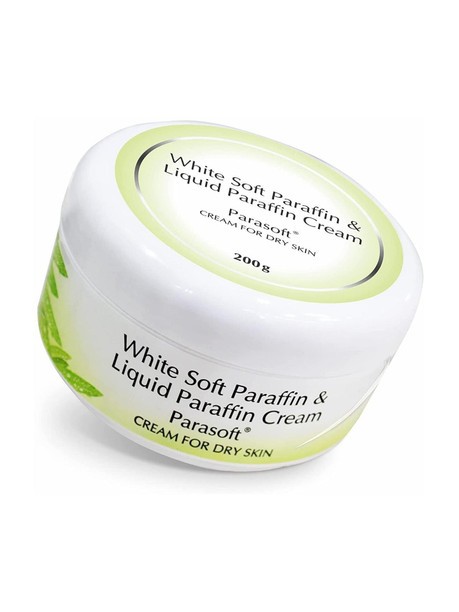 White Soft Paraffin &
Liquid Paraffin Cream
Parasoft®
CREAM FOR DRY SKIN
200g
White Soft Paraffin &
Liquid Paraffin Cream
Parasoft®
CREAM FOR DRY SKIN